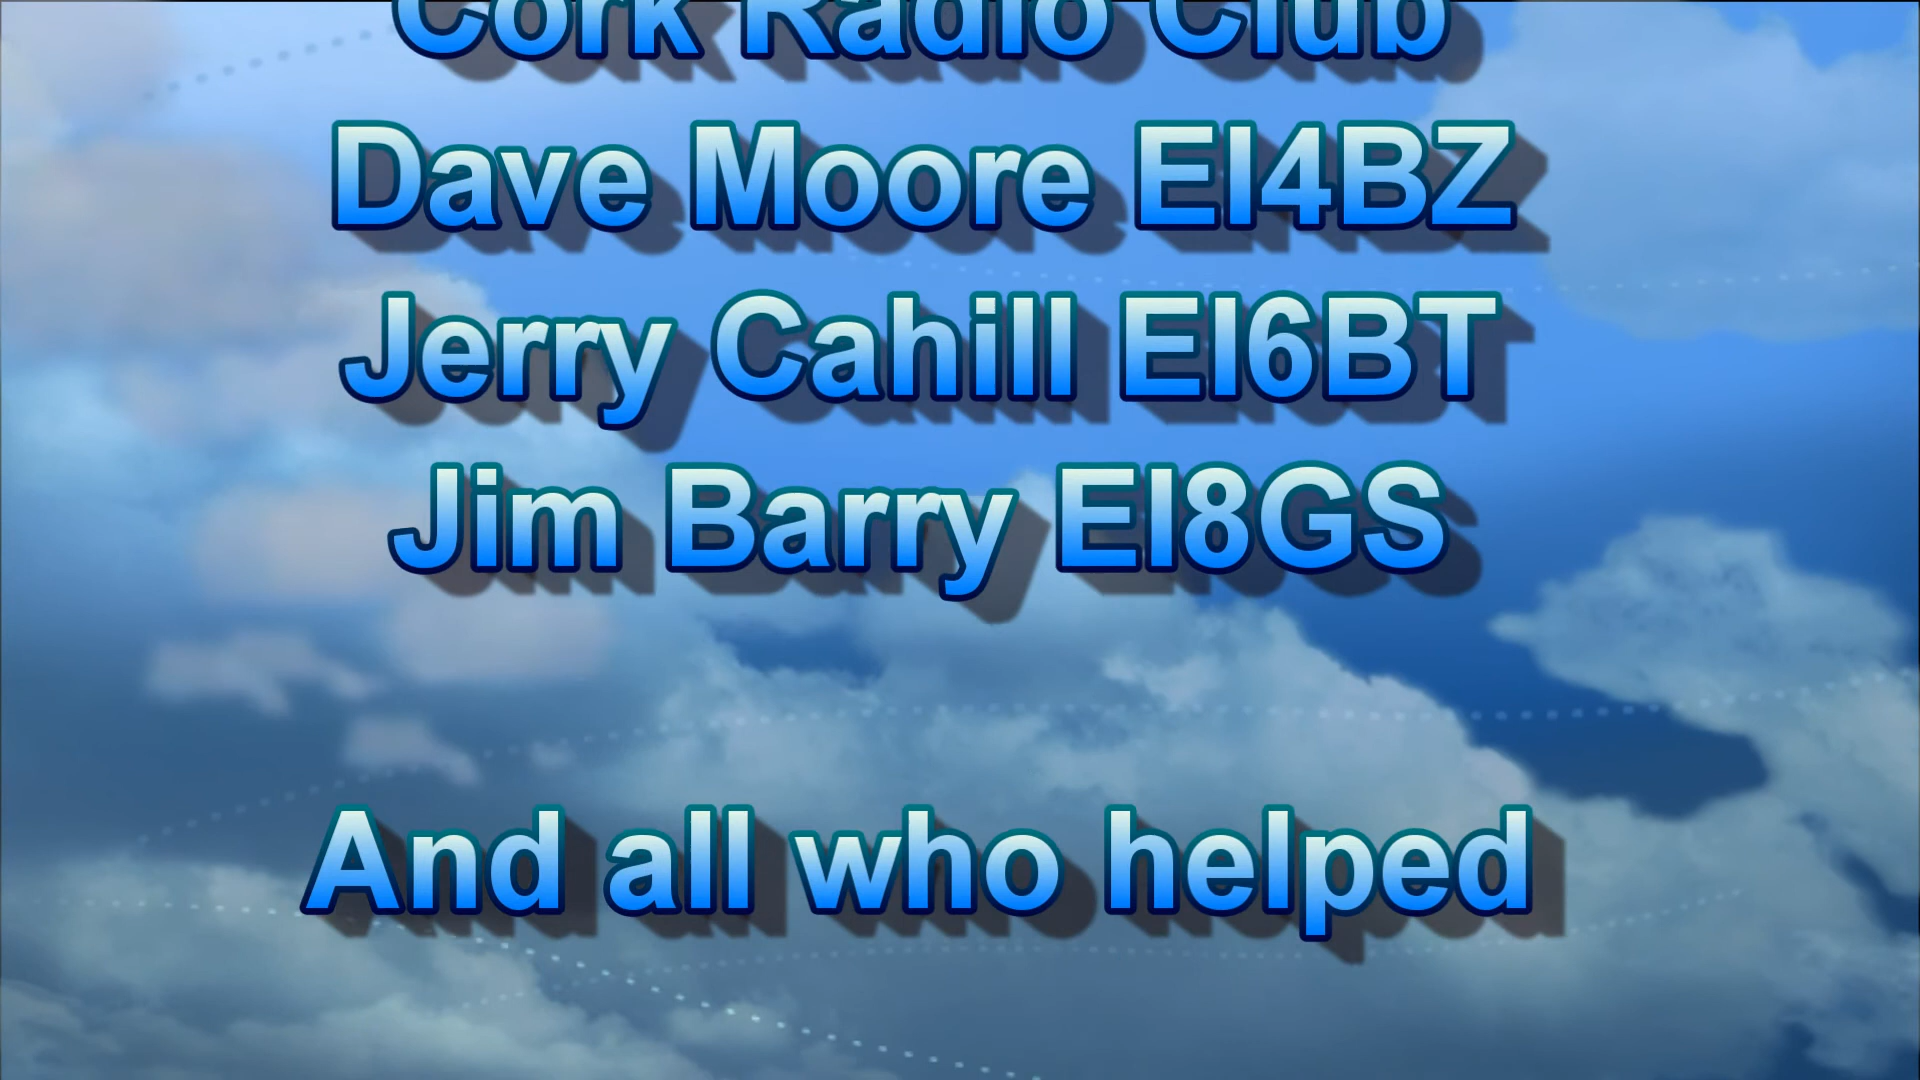 Cork Radio Club
Dave Moore EI4BZ
Jerry Cahill EI6BT
Jim Barry EI8GS
And all who helped